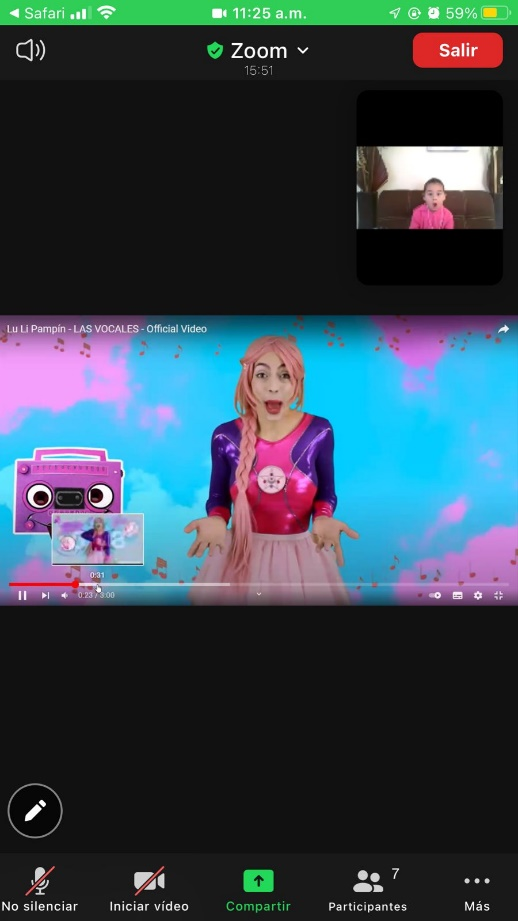 Safari
11:25 a.m.
59%
Zoom
15:51
Salir
Lu Li Pampín - LAS VOCALES - Official Video
0:31
0:23 / 3:00
No silenciar
Iniciar vídeo
Compartir
Participantes
7
Más